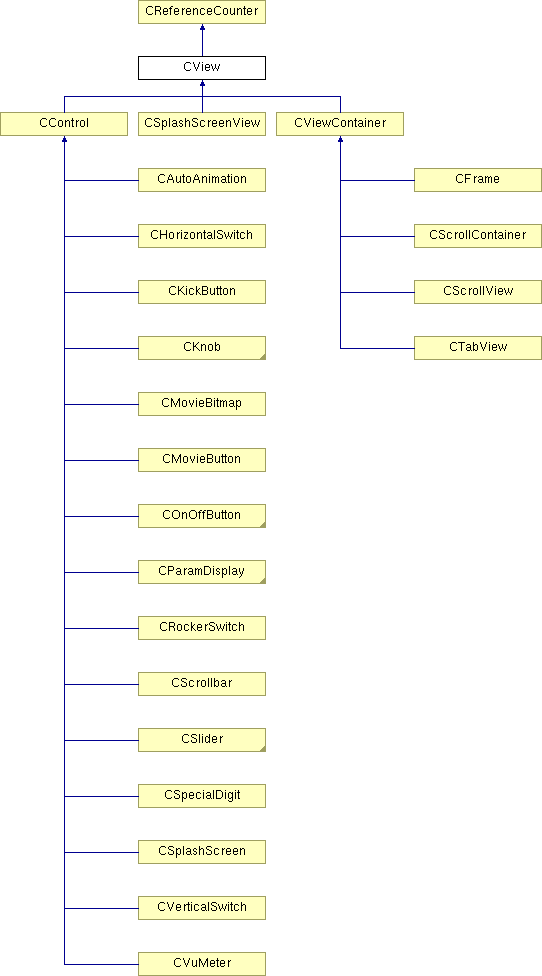 CReferenceCounter
CView
CControl
CSplashScreenView
CViewContainer
CAutoAnimation
CFrame
CHorizontalSwitch
CScrollContainer
CKickButton
CScrollView
CKnob
CTabView
CMovieBitmap
CMovieButton
COnOffButton
CParamDisplay
CRockerSwitch
CScrollbar
CSlider
CSpecialDigit
CSplashScreen
CVerticalSwitch
CVuMeter